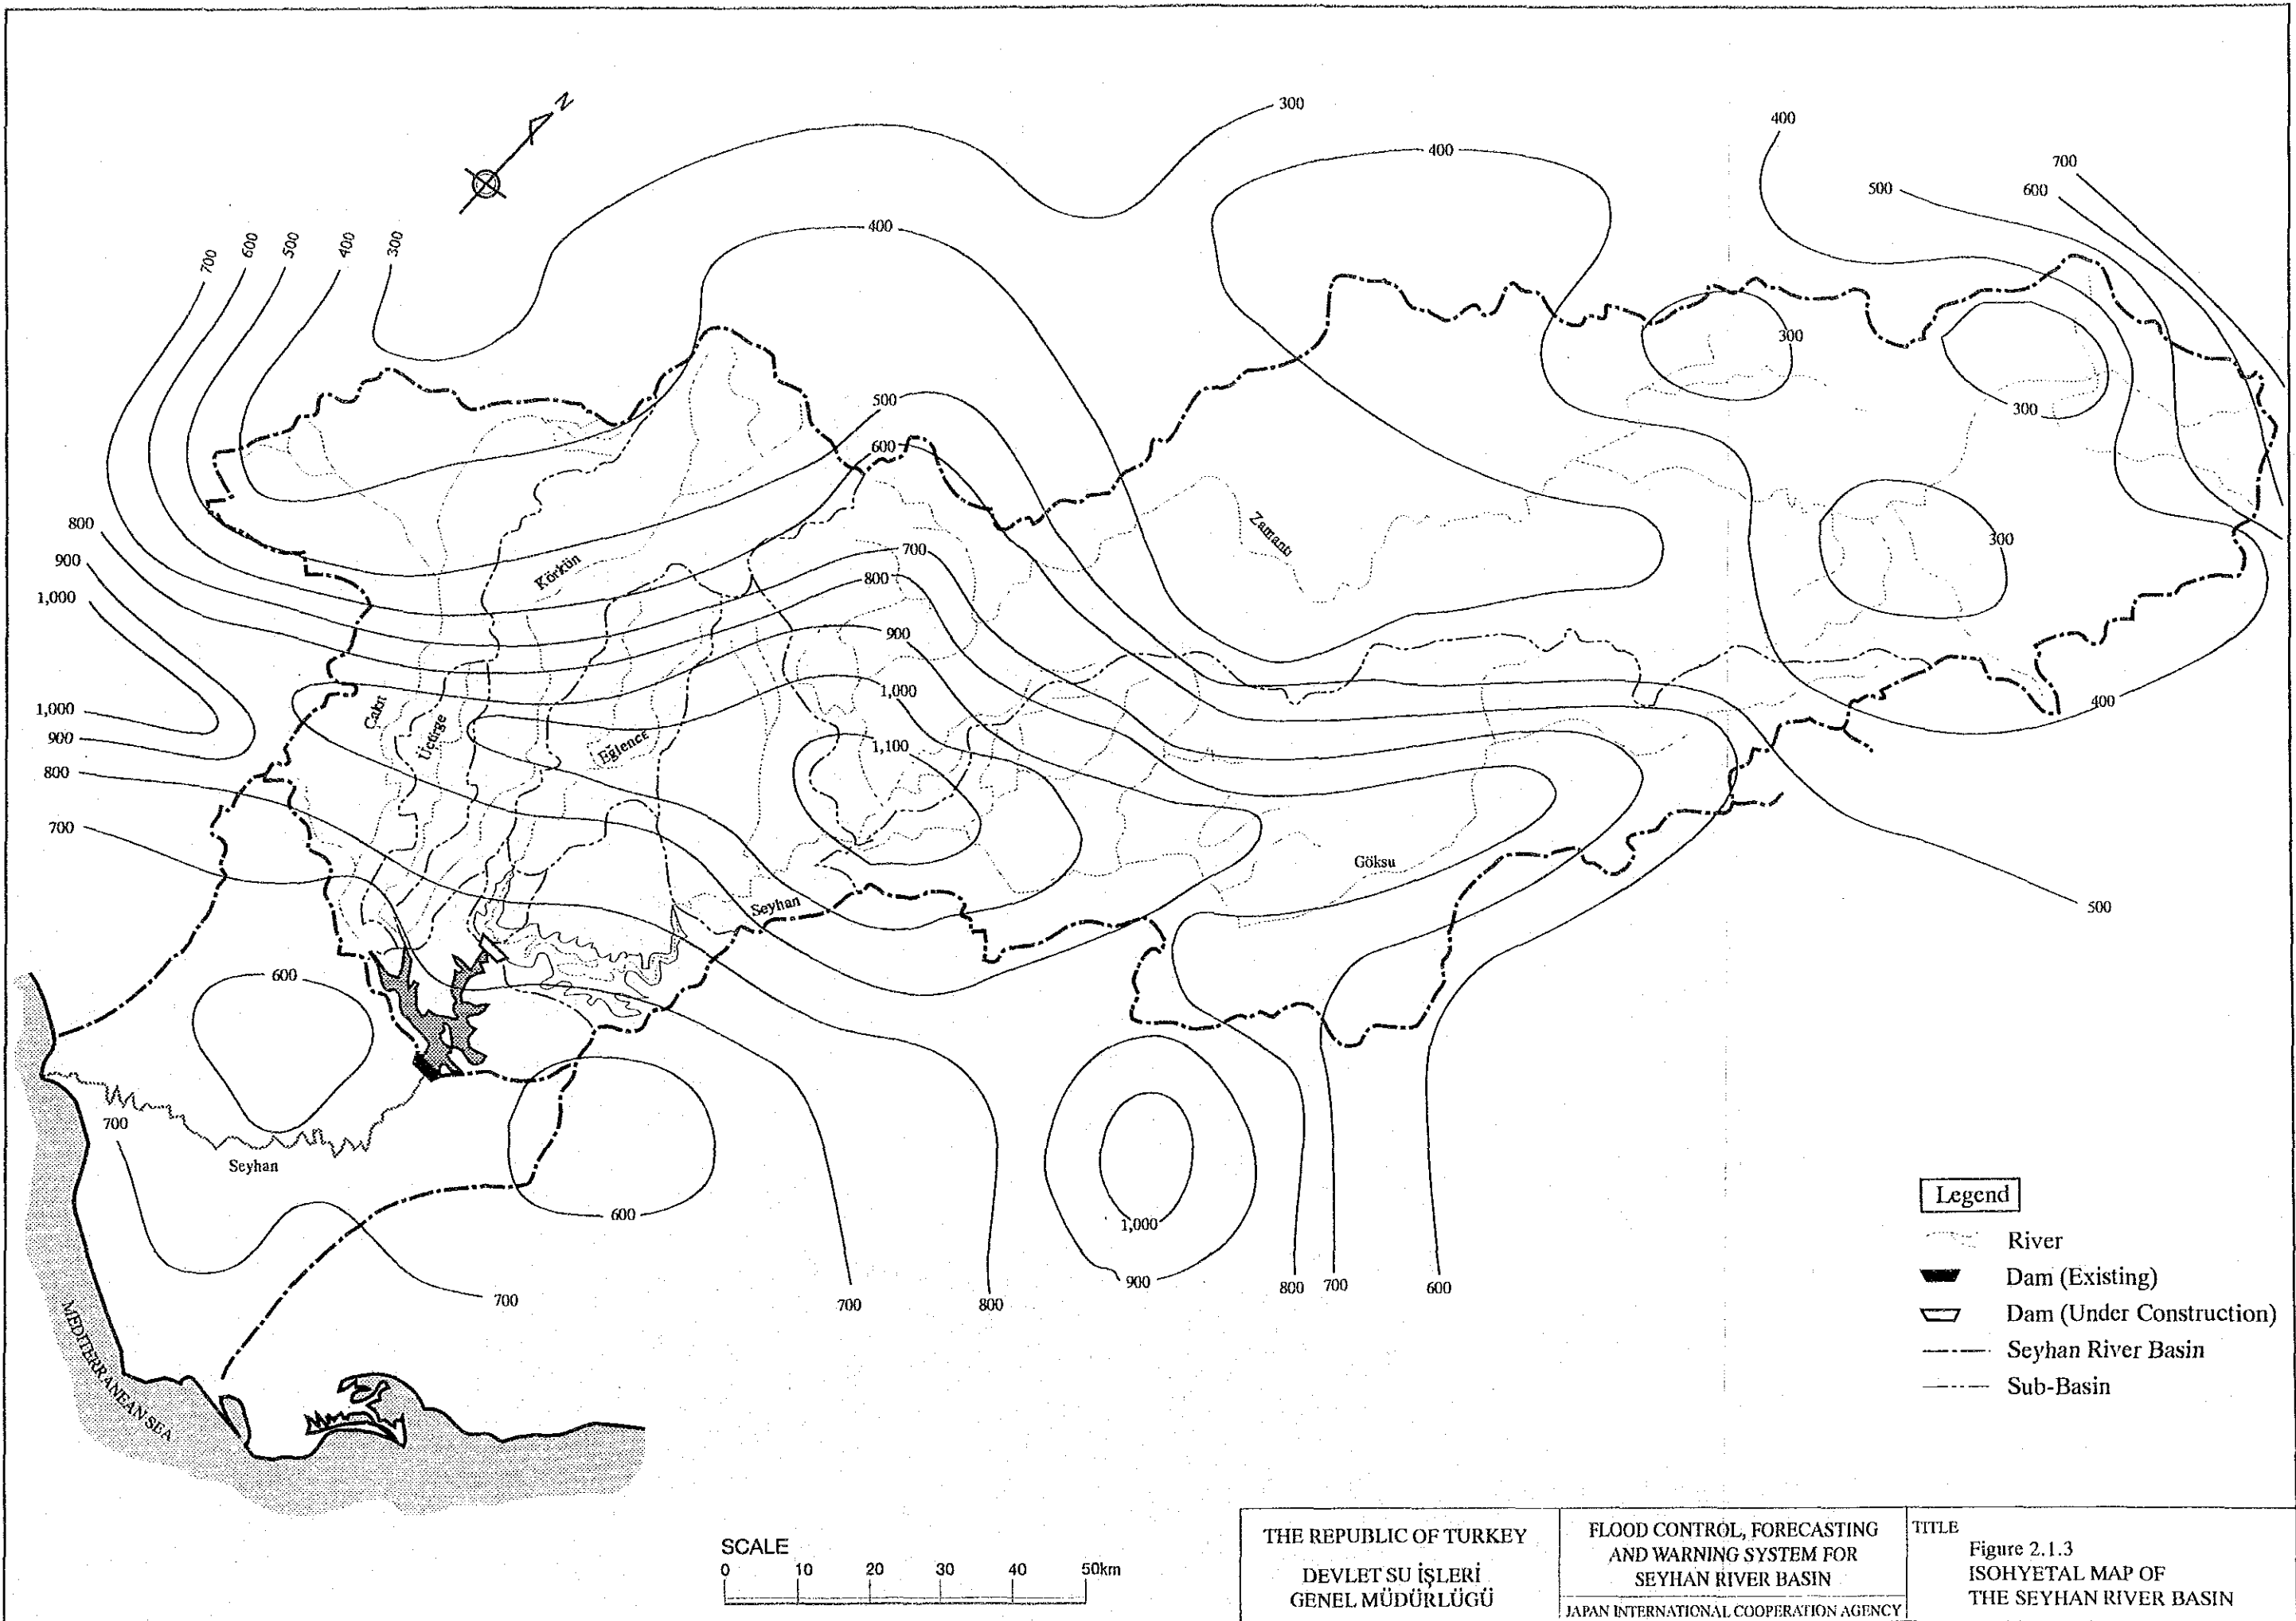 N
300
400
400
700
500
600
400
700
600
500
400
300
300
500
300
600
800
900
1,000
Zamantı
300
700
Körkün
800
900
1,000
1,000
900
Çakıt
Üçürge
Eğlence
1,100
400
800
700
Göksu
Seyhan
500
600
700
Seyhan
600
1,000
900
800
700
600
700
700
800
MEDITERRANEAN SEA
Legend
River
Dam (Existing)
Dam (Under Construction)
Seyhan River Basin
Sub-Basin
SCALE
0 10 20 30 40 50km
THE REPUBLIC OF TURKEY
DEVLET SU İŞLERİ
GENEL MÜDÜRLÜĞÜ
FLOOD CONTROL, FORECASTING
AND WARNING SYSTEM FOR
SEYHAN RIVER BASIN
JAPAN INTERNATIONAL COOPERATION AGENCY
TITLE
Figure 2.1.3
ISOHYETAL MAP OF
THE SEYHAN RIVER BASIN